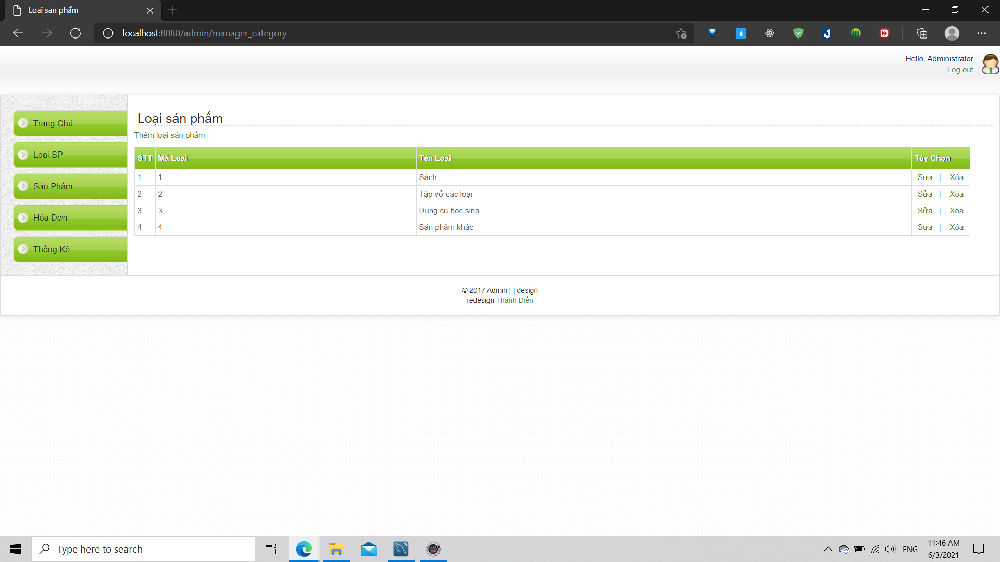 Loại sản phẩm
localhost:8080/admin/manager_category
Hello, Administrator
Log out
Trang Chủ
Loại SP
Sản Phẩm
Hóa Đơn
Thống Kê
Loại sản phẩm
Thêm loại sản phẩm
STT Mã Loại Tên Loại Tùy Chọn
1 1 Sách Sửa | Xóa
2 2 Tập vở các loại Sửa | Xóa
3 3 Dụng cụ học sinh Sửa | Xóa
4 4 Sản phẩm khác Sửa | Xóa
© 2017 Admin | | design
redesign Thanh Điền
Type here to search
ENG
11:46 AM
6/3/2021